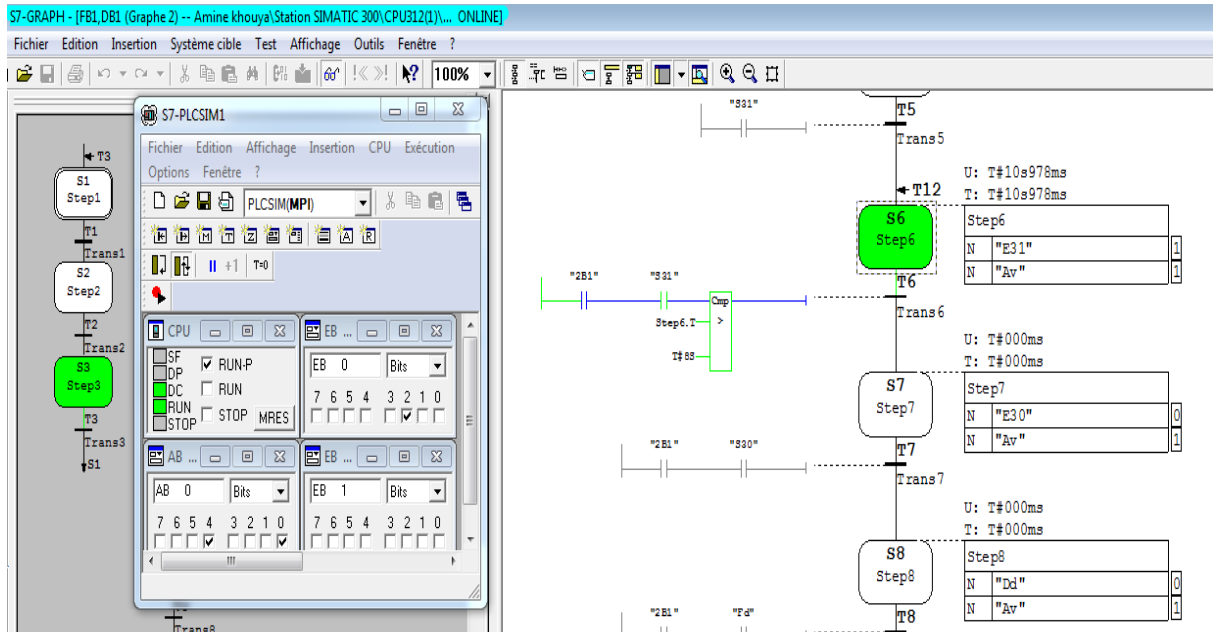 S7-GRAPH - [FB1,DB1 (Graphe 2) -- Amine khouya\Station SIMATIC 300\CPU312(1)\... ONLINE]
Fichier Edition Insertion Système cible Test Affichage Outils Fenêtre ?
100%
T3
S1
Step1
T1
Trans1
S2
Step2
T2
Trans2
S3
Step3
T3
Trans3
S1
S7-PLCSIM1
Fichier Edition Affichage Insertion CPU Exécution
Options Fenêtre ?
PLCSIM(MPI)
+1 T=0
CPU
SF
DP
DC
RUN
STOP
RUN-P
RUN
STOP MRES
EB ...
EB 0 Bits
7 6 5 4 3 2 1 0
AB ...
AB 0 Bits
7 6 5 4 3 2 1 0
EB ...
EB 1 Bits
7 6 5 4 3 2 1 0
Trans8
"S31"
T5
Trans5
T12
U: T#10s978ms
T: T#10s978ms
S6
Step6
Step6
N "E31" 1
N "Av" 1
"2B1" "S31"
Cmp
Step6.T >
T#8S
T6
Trans6
U: T#000ms
T: T#000ms
S7
Step7
Step7
N "E30" 0
N "Av" 1
"2B1" "S30"
T7
Trans7
U: T#000ms
T: T#000ms
S8
Step8
Step8
N "Dd" 0
N "Av" 1
"2B1" "Fd"
T8